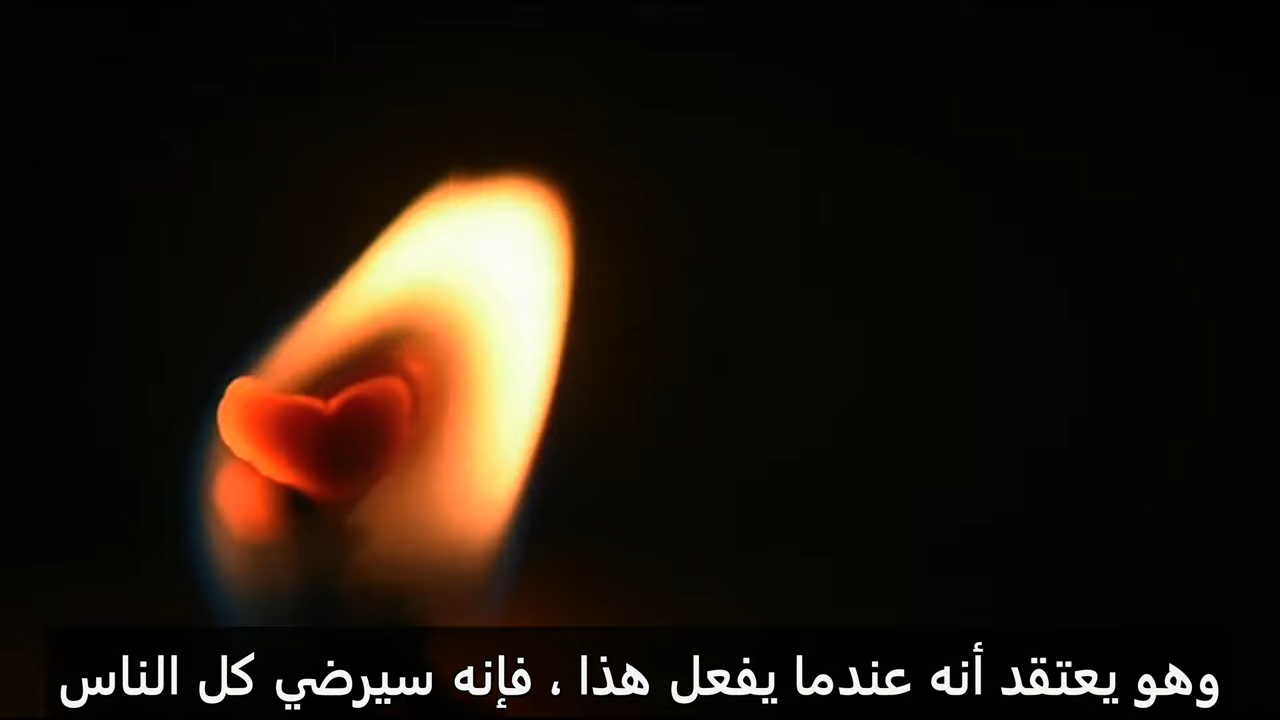 وهو يعتقد أنه عندما يفعل هذا ، فإنه سيرضي كل الناس